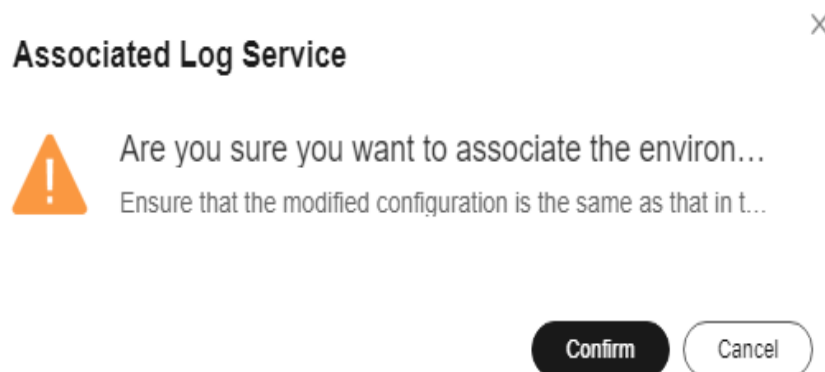 Associated Log Service
Are you sure you want to associate the environ...
Ensure that the modified configuration is the same as that in t...
Confirm
Cancel